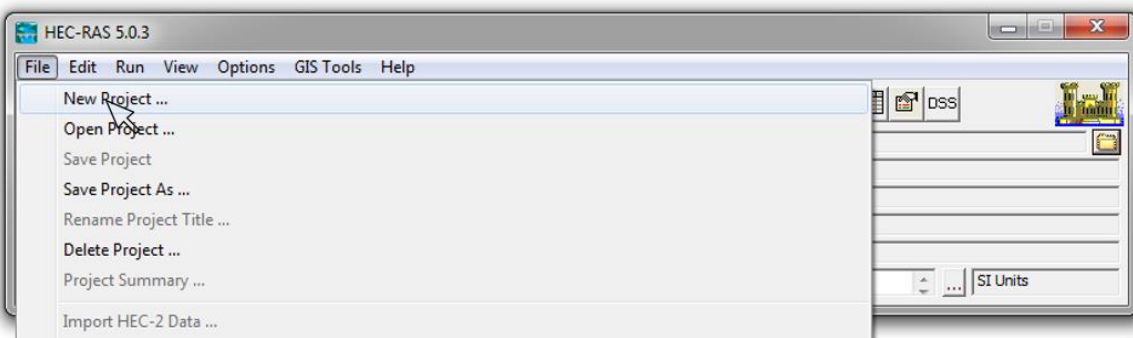 HEC-RAS 5.0.3
File Edit Run View Options GIS Tools Help
New Project ...
DSS
Open Project ...
Save Project
Save Project As ...
Rename Project Title ...
Delete Project ...
Project Summary ...
... SI Units
Import HEC-2 Data ...